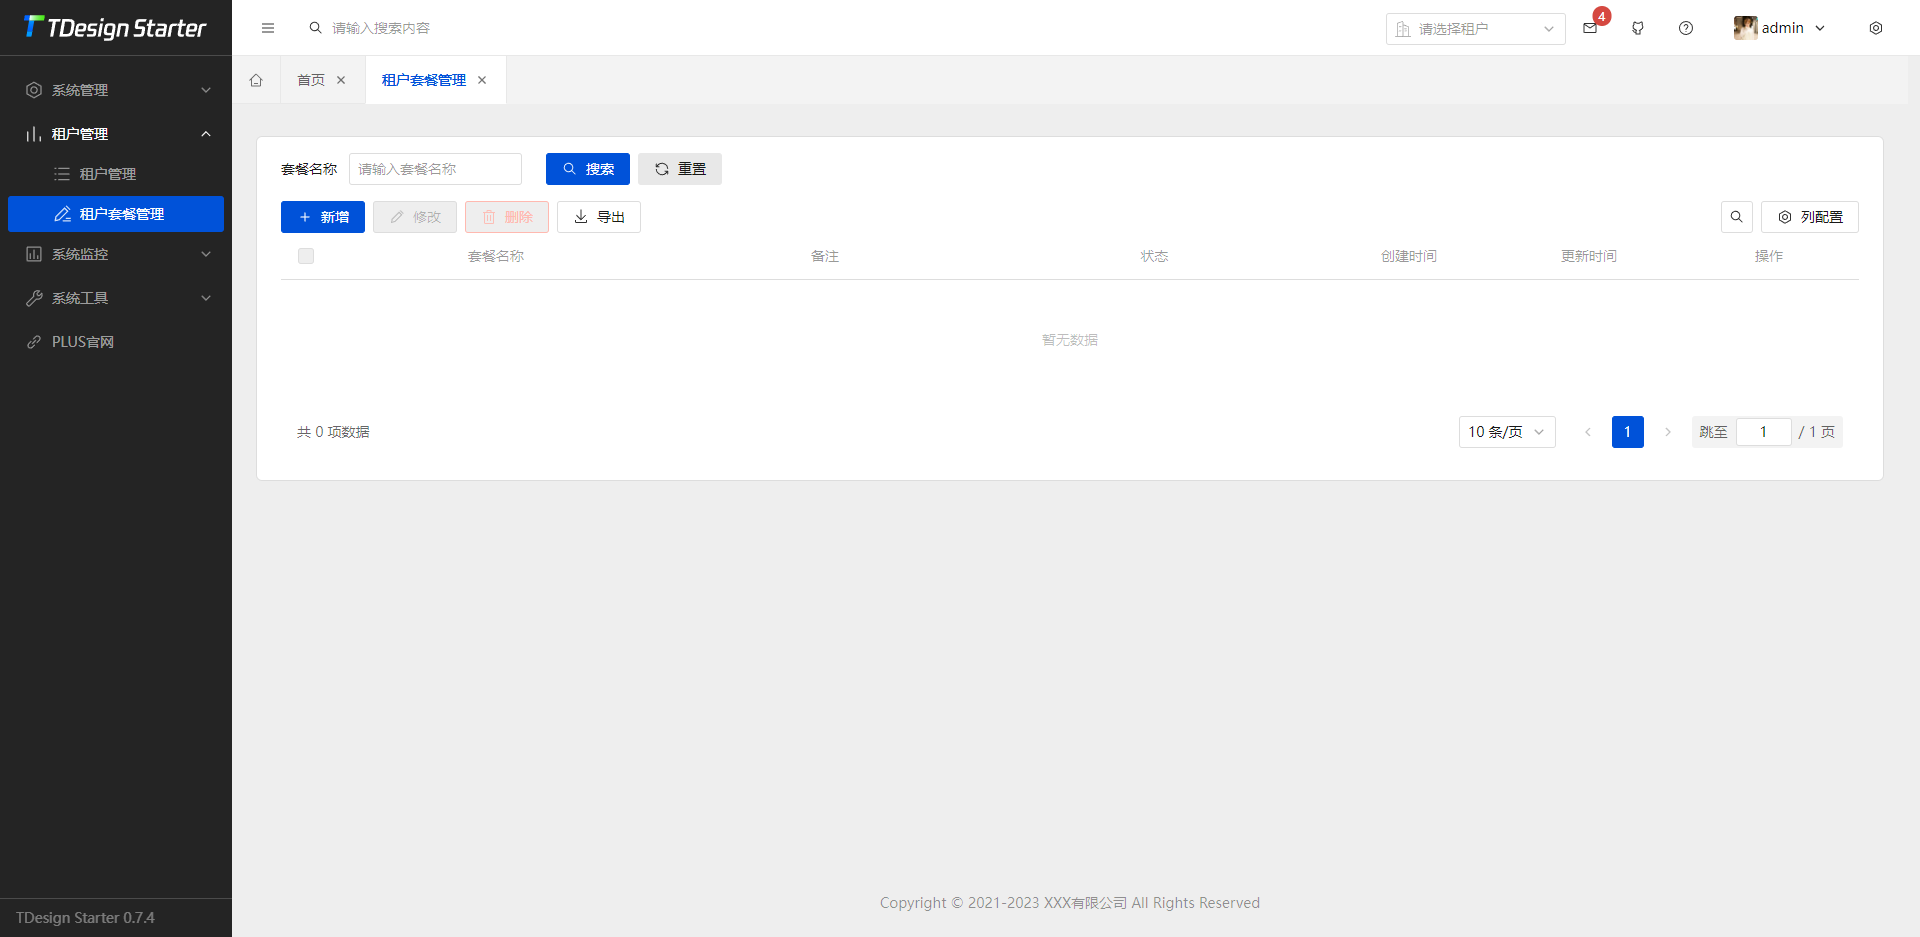 TDesign Starter
请输入搜索内容
请选择租户
4
admin
系统管理
租户管理
租户管理
租户套餐管理
系统监控
系统工具
PLUS官网
TDesign Starter 0.7.4
首页
租户套餐管理
套餐名称
请输入套餐名称
搜索
重置
新增
修改
删除
导出
列配置
套餐名称 备注 状态 创建时间 更新时间 操作
暂无数据
共 0 项数据
10 条/页
1
跳至 1 / 1 页
Copyright © 2021-2023 XXX有限公司 All Rights Reserved